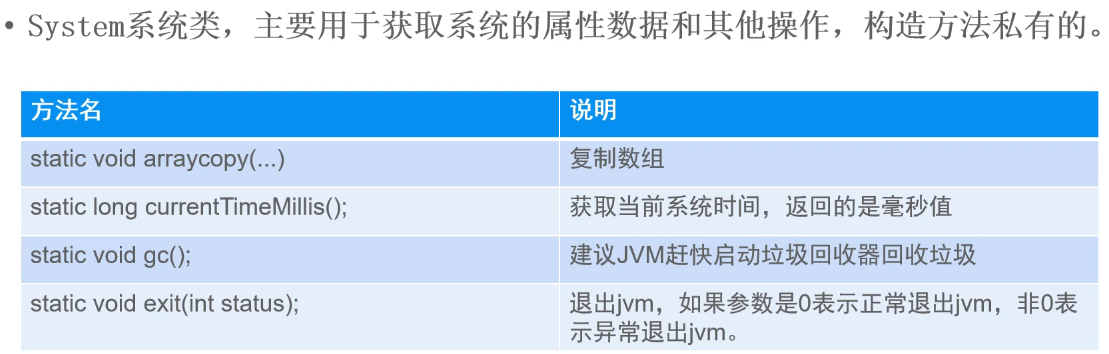 • System系统类，主要用于获取系统的属性数据和其他操作，构造方法私有的。
方法名 说明
static void arraycopy(...) 复制数组
static long currentTimeMillis(); 获取当前系统时间，返回的是毫秒值
static void gc(); 建议JVM赶快启动垃圾回收器回收垃圾
static void exit(int status); 退出jvm，如果参数是0表示正常退出jvm，非0表
示异常退出jvm。